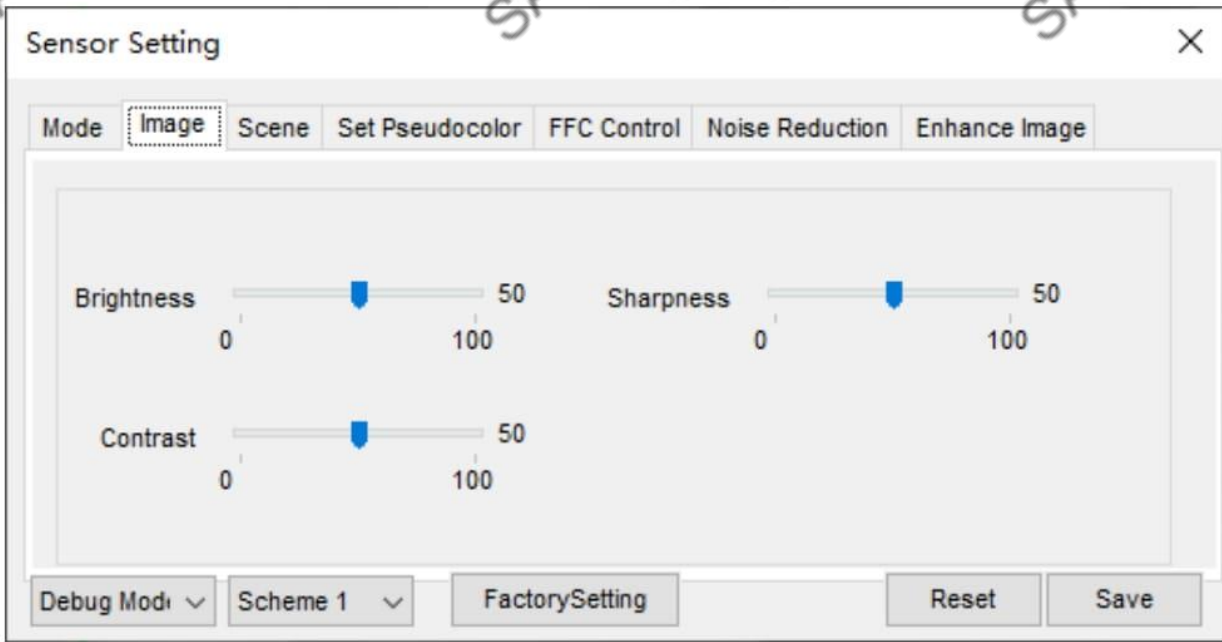 Sensor Setting
Mode Image Scene Set Pseudocolor FFC Control Noise Reduction Enhance Image
Brightness 50 Sharpness 50
0 100 0 100
Contrast 50
0 100
Debug Mod Scheme 1 FactorySetting Reset Save